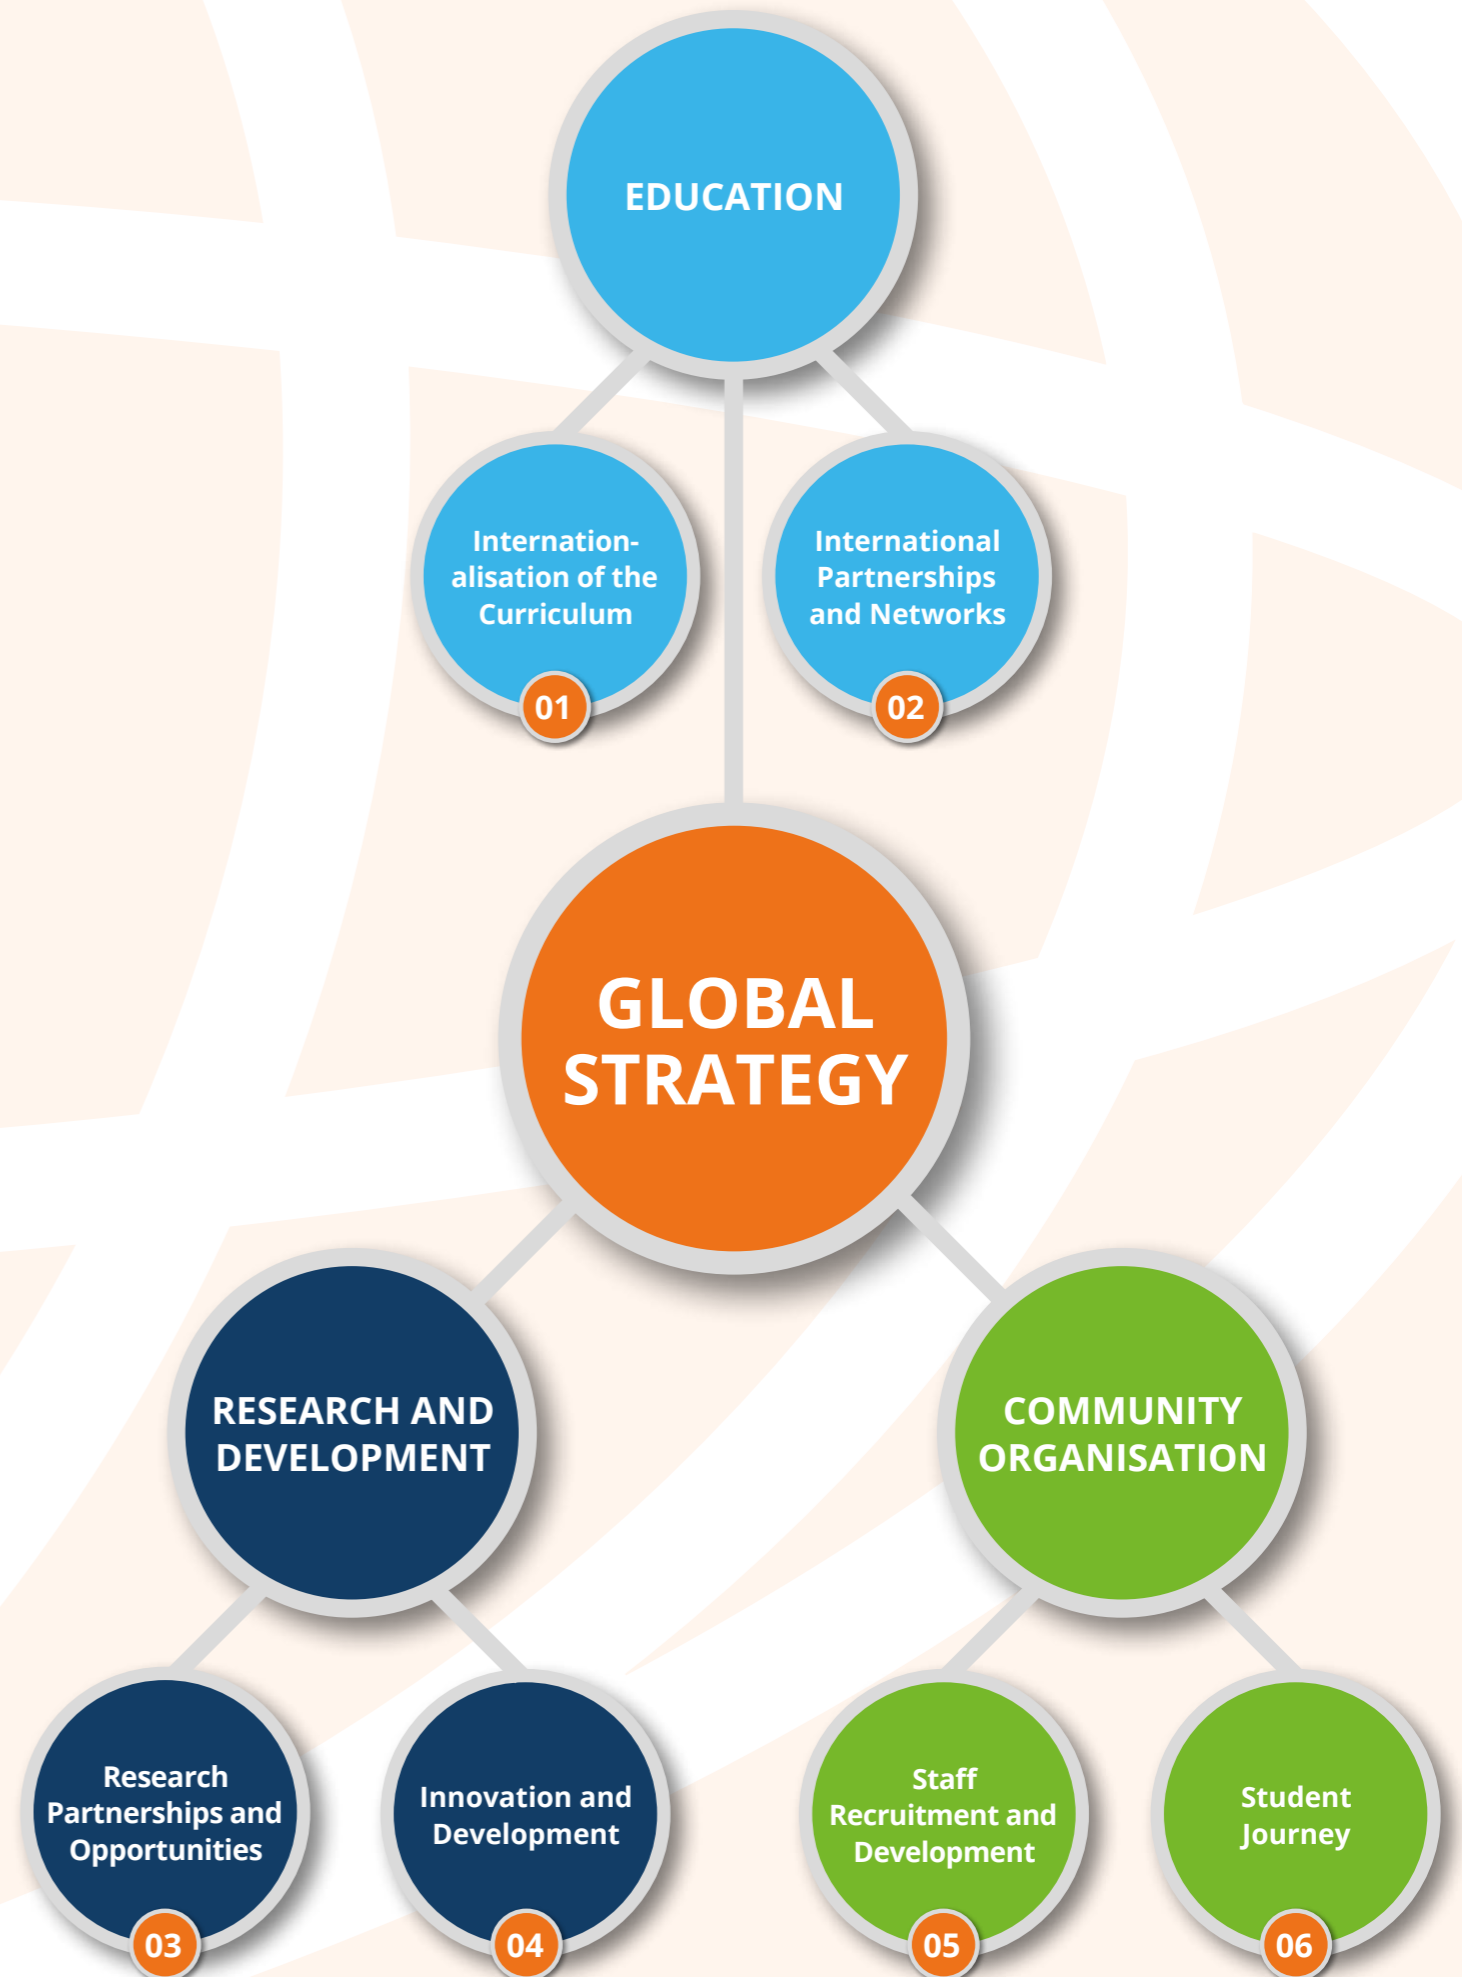 EDUCATION
Internation-
alisation of the
Curriculum
01
International
Partnerships
and Networks
02
GLOBAL
STRATEGY
RESEARCH AND
DEVELOPMENT
COMMUNITY
ORGANISATION
Research
Partnerships and
Opportunities
03
Innovation and
Development
04
Staff
Recruitment and
Development
05
Student
Journey
06